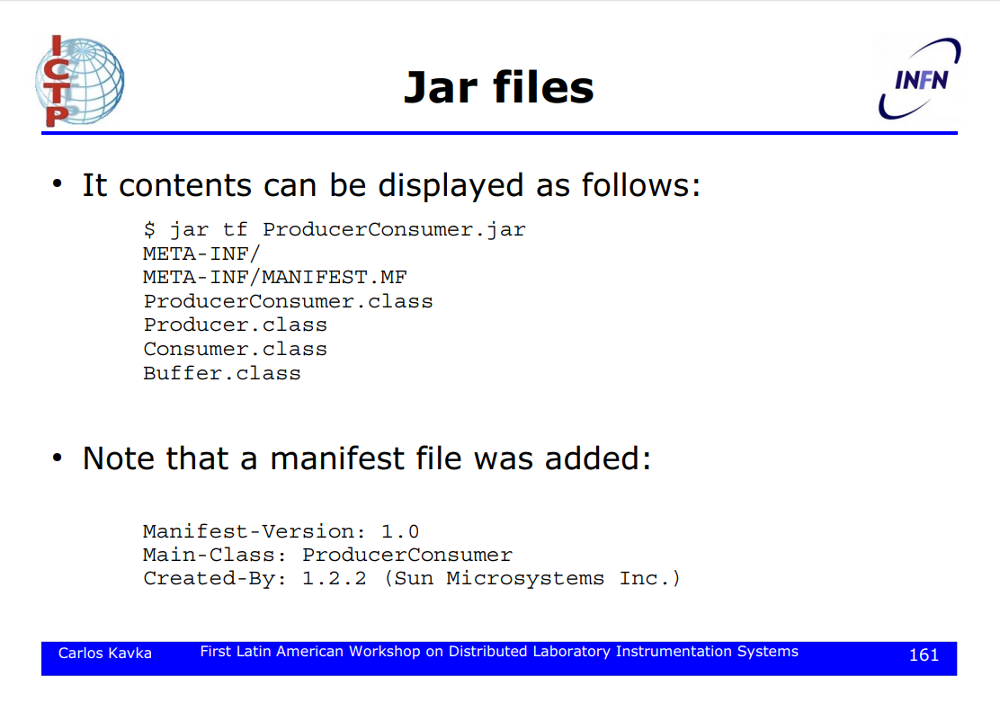 ICTP
Jar files
INFN
• It contents can be displayed as follows:
$ jar tf ProducerConsumer.jar
META-INF/
META-INF/MANIFEST.MF
ProducerConsumer.class
Producer.class
Consumer.class
Buffer.class
• Note that a manifest file was added:
Manifest-Version: 1.0
Main-Class: ProducerConsumer
Created-By: 1.2.2 (Sun Microsystems Inc.)
Carlos Kavka First Latin American Workshop on Distributed Laboratory Instrumentation Systems 161